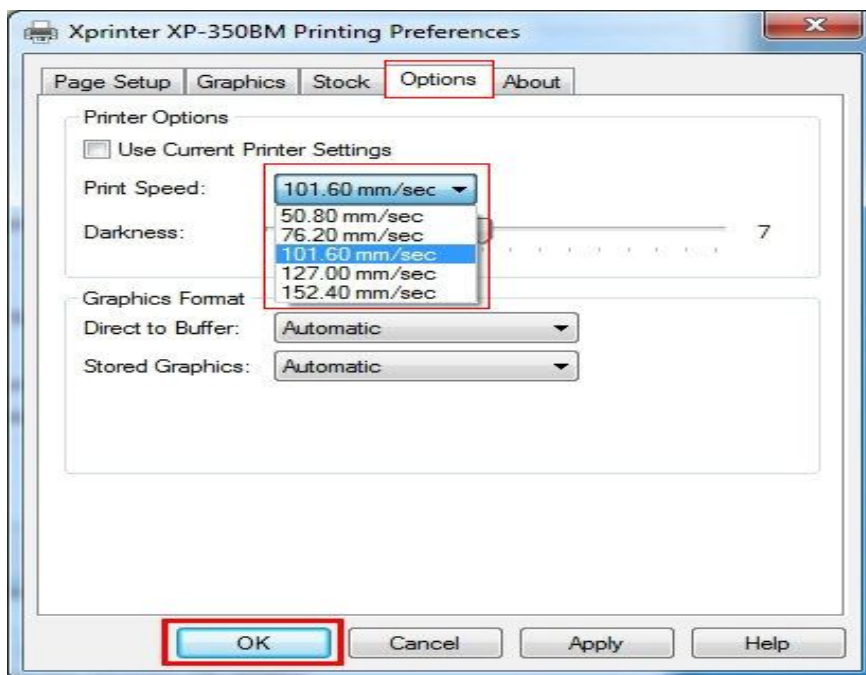 Xprinter XP-350BM Printing Preferences
Page Setup Graphics Stock Options About
Printer Options
Use Current Printer Settings
Print Speed: 101.60 mm/sec
50.80 mm/sec
76.20 mm/sec
Darkness: 7
101.60 mm/sec
127.00 mm/sec
152.40 mm/sec
Graphics Format
Direct to Buffer: Automatic
Stored Graphics: Automatic
OK Cancel Apply Help